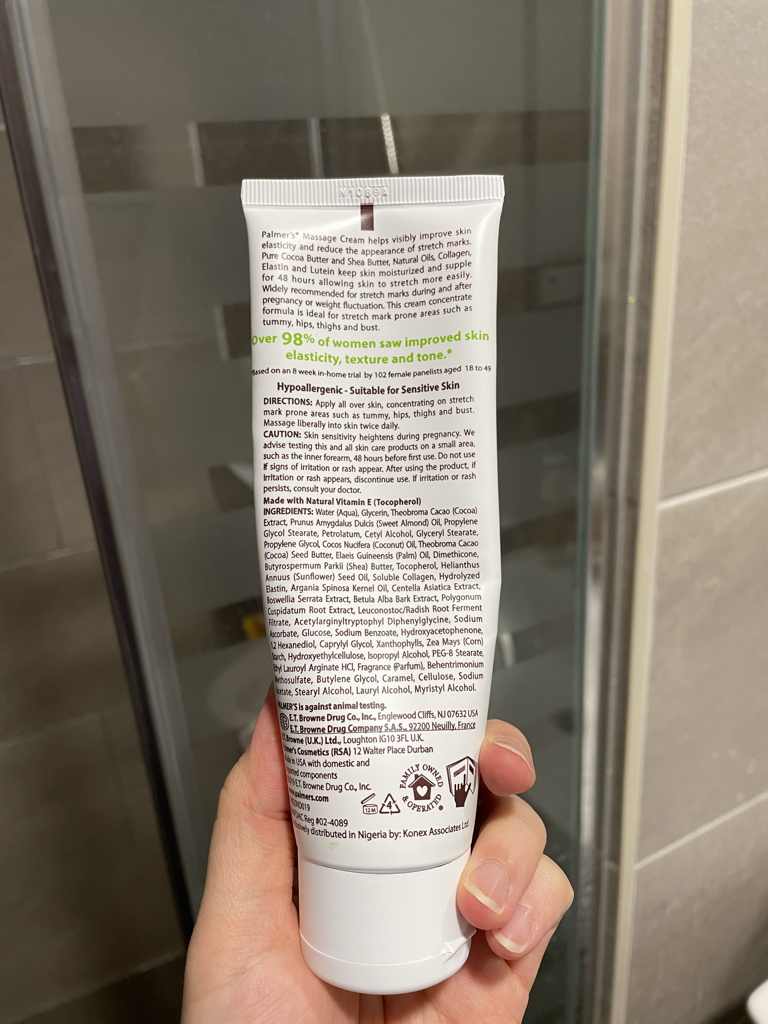 Palmer's® Massage Cream helps visibly improve skin
elasticity and reduce the appearance of stretch marks.
Pure Cocoa Butter and Shea Butter, Natural Oils, Collagen,
Elastin and Lutein keep skin moisturized and supple
for 48 hours allowing skin to stretch more easily.
Widely recommended for stretch marks during and after
pregnancy or weight fluctuation. This cream concentrate
formula is ideal for stretch mark prone areas such as
tummy, hips, thighs and bust.
Over 98% of women saw improved skin
elasticity, texture and tone.*
Based on an 8 week in-home trial by 102 female panelists aged 18 to 49
Hypoallergenic - Suitable for Sensitive Skin
DIRECTIONS: Apply all over skin, concentrating on stretch
mark prone areas such as tummy, hips, thighs and bust.
Massage liberally into skin twice daily.
CAUTION: Skin sensitivity heightens during pregnancy. We
advise testing this and all skin care products on a small area,
such as the inner forearm, 48 hours before first use. Do not use
if signs of irritation or rash appear. After using the product, if
irritation or rash appears, discontinue use. If irritation or rash
persists, consult your doctor.
Made with Natural Vitamin E (Tocopherol)
INGREDIENTS: Water (Aqua), Glycerin, Theobroma Cacao (Cocoa)
Extract, Prunus Amygdalus Dulcis (Sweet Almond) Oil, Propylene
Glycol Stearate, Petrolatum, Cetyl Alcohol, Glyceryl Stearate,
Propylene Glycol, Cocos Nucifera (Coconut) Oil, Theobroma Cacao
(Cocoa) Seed Butter, Elaeis Guineensis (Palm) Oil, Dimethicone,
Butyrospermum Parkii (Shea) Butter, Tocopherol, Helianthus
Annuus (Sunflower) Seed Oil, Soluble Collagen, Hydrolyzed
Elastin, Argania Spinosa Kernel Oil, Centella Asiatica Extract,
Boswellia Serrata Extract, Betula Alba Bark Extract, Polygonum
Cuspidatum Root Extract, Leuconostoc/Radish Root Ferment
Filtrate, Acetylarginyltryptophyl Diphenylglycine, Sodium
Ascorbate, Glucose, Sodium Benzoate, Hydroxyacetophenone,
1,2 Hexanediol, Caprylyl Glycol, Xanthophylls, Zea Mays (Corn)
Starch, Hydroxyethylcellulose, Isopropyl Alcohol, PEG-8 Stearate,
Ethyl Lauroyl Arginate HCl, Fragrance (Parfum), Behentrimonium
Methosulfate, Butylene Glycol, Caramel, Cellulose, Sodium
Acetate, Stearyl Alcohol, Lauryl Alcohol, Myristyl Alcohol.
PALMER'S is against animal testing.
E.T. Browne Drug Co., Inc., Englewood Cliffs, NJ 07632 USA
E.T. Browne Drug Company S.A.S., 92200 Neuilly, France
Browne (U.K.) Ltd., Loughton IG10 3FL U.K.
Palmer's Cosmetics (RSA) 12 Walter Place Durban
in USA with domestic and
components
E.T. Browne Drug Co., Inc.
palmers.com
Reg #02-4089
distributed in Nigeria by: Konex Associates Ltd.
12M
4
FAMILY OWNED
& OPERATED